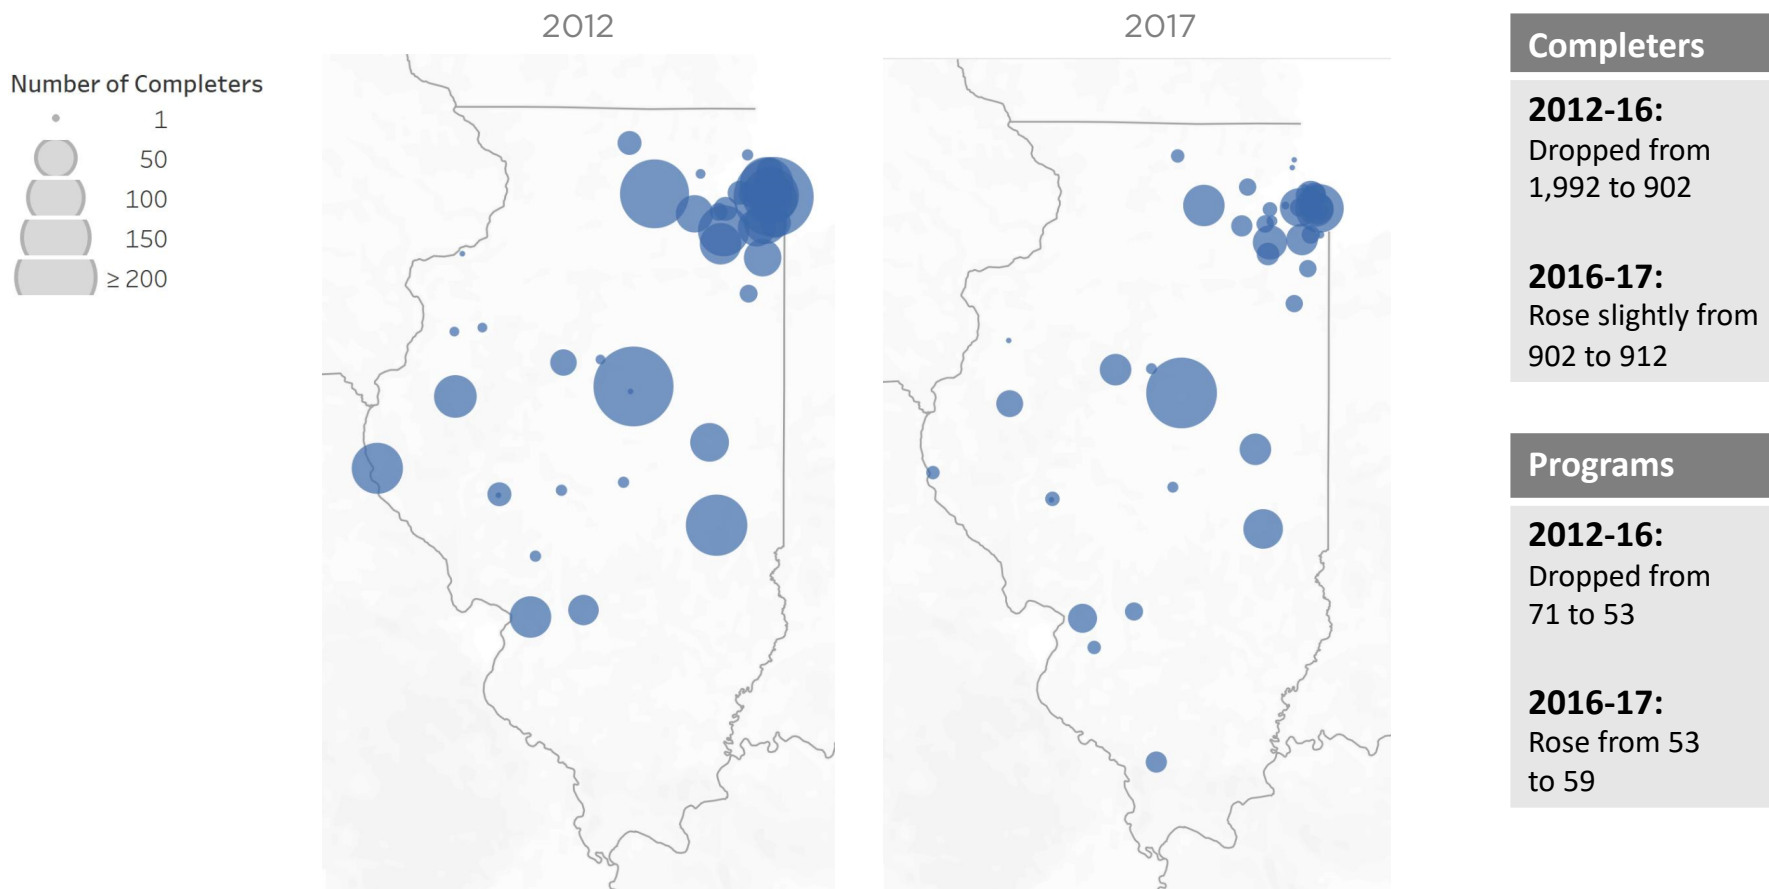 2012
2017
Number of Completers
1
50
100
150
≥ 200
Completers
2012-16:
Dropped from
1,992 to 902
2016-17:
Rose slightly from
902 to 912
Programs
2012-16:
Dropped from
71 to 53
2016-17:
Rose from 53
to 59